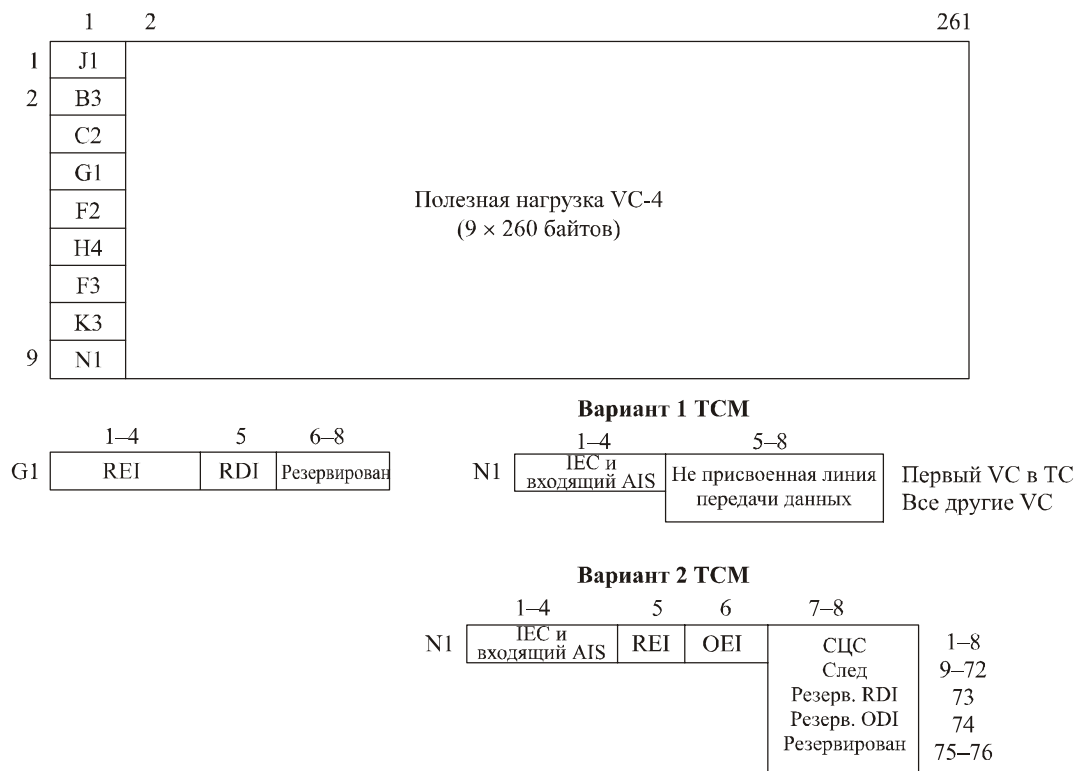 1 2 261
1 J1
2 B3
C2
G1
F2
H4
F3
K3
9 N1
Полезная нагрузка VC-4
(9 × 260 байтов)
Вариант 1 TCM
1–4 5 6–8
G1 REI RDI Резервирован
1–4 5–8
N1 IEC и
входящий AIS
Не присвоенная линия
передачи данных
Первый VC в TC
Все другие VC
Вариант 2 TCM
1–4 5 6 7–8
N1 IEC и
входящий AIS
REI OEI
СЦС 1–8
След 9–72
Резерв. RDI 73
Резерв. ODI 74
Резервирован 75–76